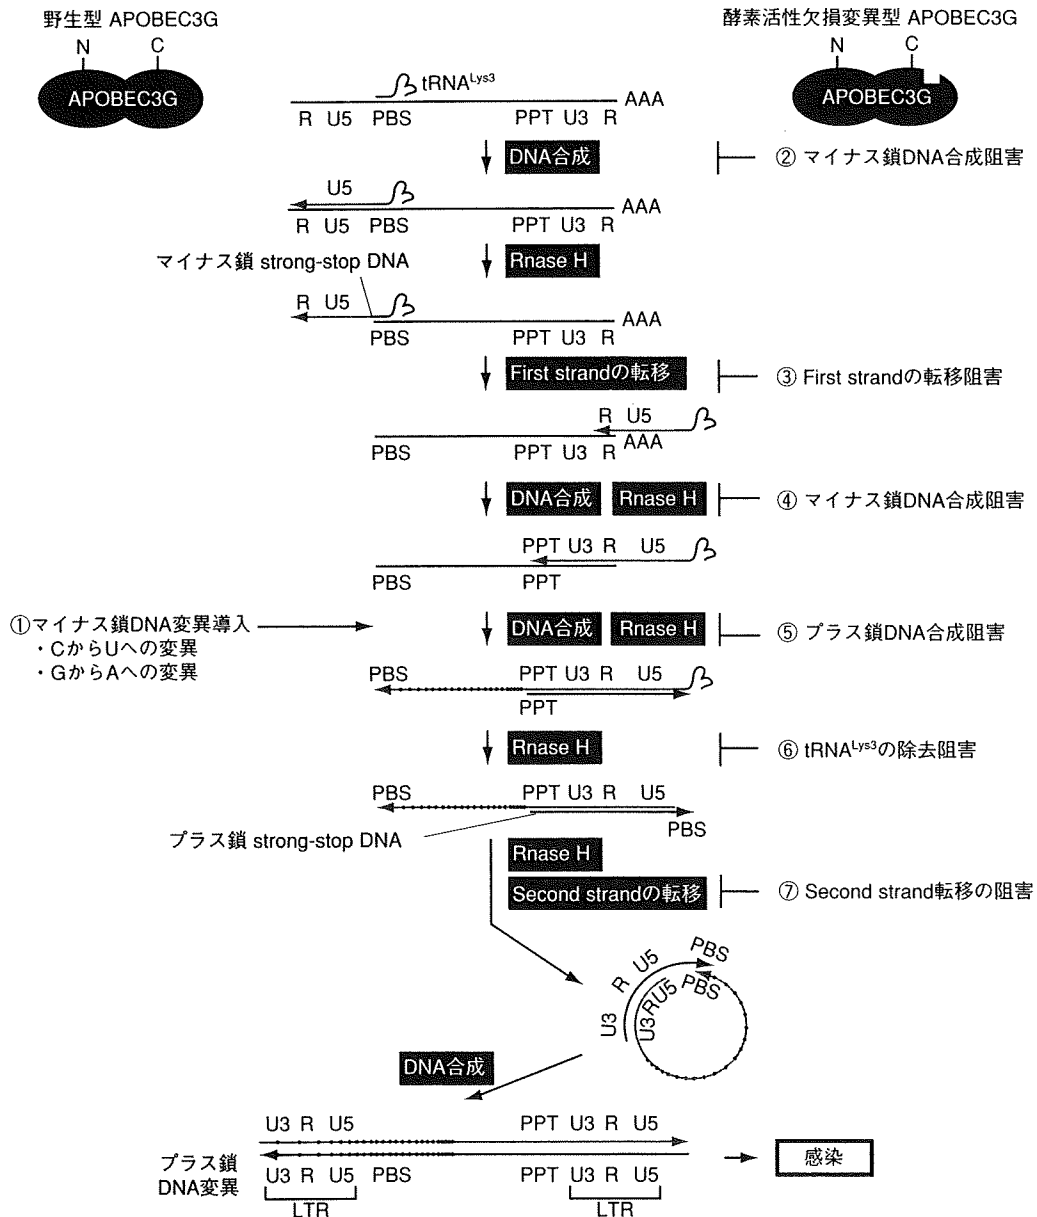 野生型 APOBEC3G
N C
APOBEC3G
酵素活性欠損変異型 APOBEC3G
N C
APOBEC3G
tRNALys3
AAA
R U5 PBS PPT U3 R
DNA合成
② マイナス鎖DNA合成阻害
U5
AAA
R U5 PBS PPT U3 R
マイナス鎖 strong-stop DNA
Rnase H
R U5
AAA
PBS PPT U3 R
First strandの転移
③ First strandの転移阻害
R U5
AAA
PBS PPT U3 R
DNA合成 Rnase H
④ マイナス鎖DNA合成阻害
PPT U3 R U5
PBS PPT
①マイナス鎖DNA変異導入
・CからUへの変異
・GからAへの変異
DNA合成 Rnase H
⑤ プラス鎖DNA合成阻害
PBS PPT U3 R U5
PPT
Rnase H
⑥ tRNALys3の除去阻害
PBS PPT U3 R U5
PBS
プラス鎖 strong-stop DNA
Rnase H
Second strandの転移
⑦ Second strand転移の阻害
U3 R U5 PBS
U3 R U5 PBS
DNA合成
U3 R U5 PPT U3 R U5
プラス鎖
DNA変異
U3 R U5 PBS PPT U3 R U5
LTR LTR
感染